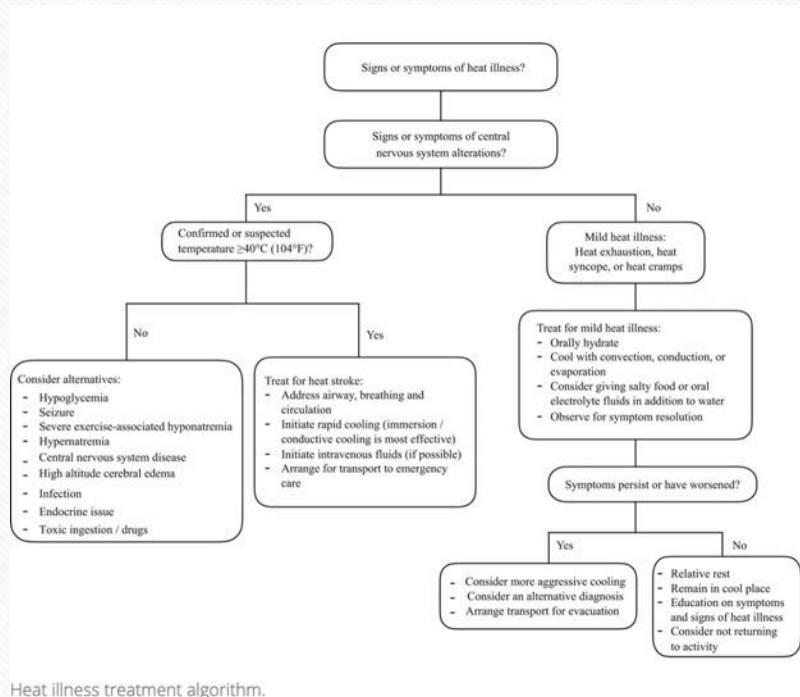 Signs or symptoms of heat illness?
Signs or symptoms of central
nervous system alterations?
Yes
No
Confirmed or suspected
temperature ≥40°C (104°F)?
Mild heat illness:
Heat exhaustion, heat
syncope, or heat cramps
No
Yes
Consider alternatives:
- Hypoglycemia
- Seizure
- Severe exercise-associated hyponatremia
- Hypernatremia
- Central nervous system disease
- High altitude cerebral edema
- Infection
- Endocrine issue
- Toxic ingestion / drugs
Treat for heat stroke:
- Address airway, breathing and
circulation
- Initiate rapid cooling (immersion /
conductive cooling is most effective)
- Initiate intravenous fluids (if possible)
- Arrange for transport to emergency
care
Treat for mild heat illness:
- Orally hydrate
- Cool with convection, conduction, or
evaporation
- Consider giving salty food or oral
electrolyte fluids in addition to water
- Observe for symptom resolution
Symptoms persist or have worsened?
Yes
No
- Consider more aggressive cooling
- Consider an alternative diagnosis
- Arrange transport for evacuation
- Relative rest
- Remain in cool place
- Education on symptoms
and signs of heat illness
- Consider not returning
to activity
Heat illness treatment algorithm.